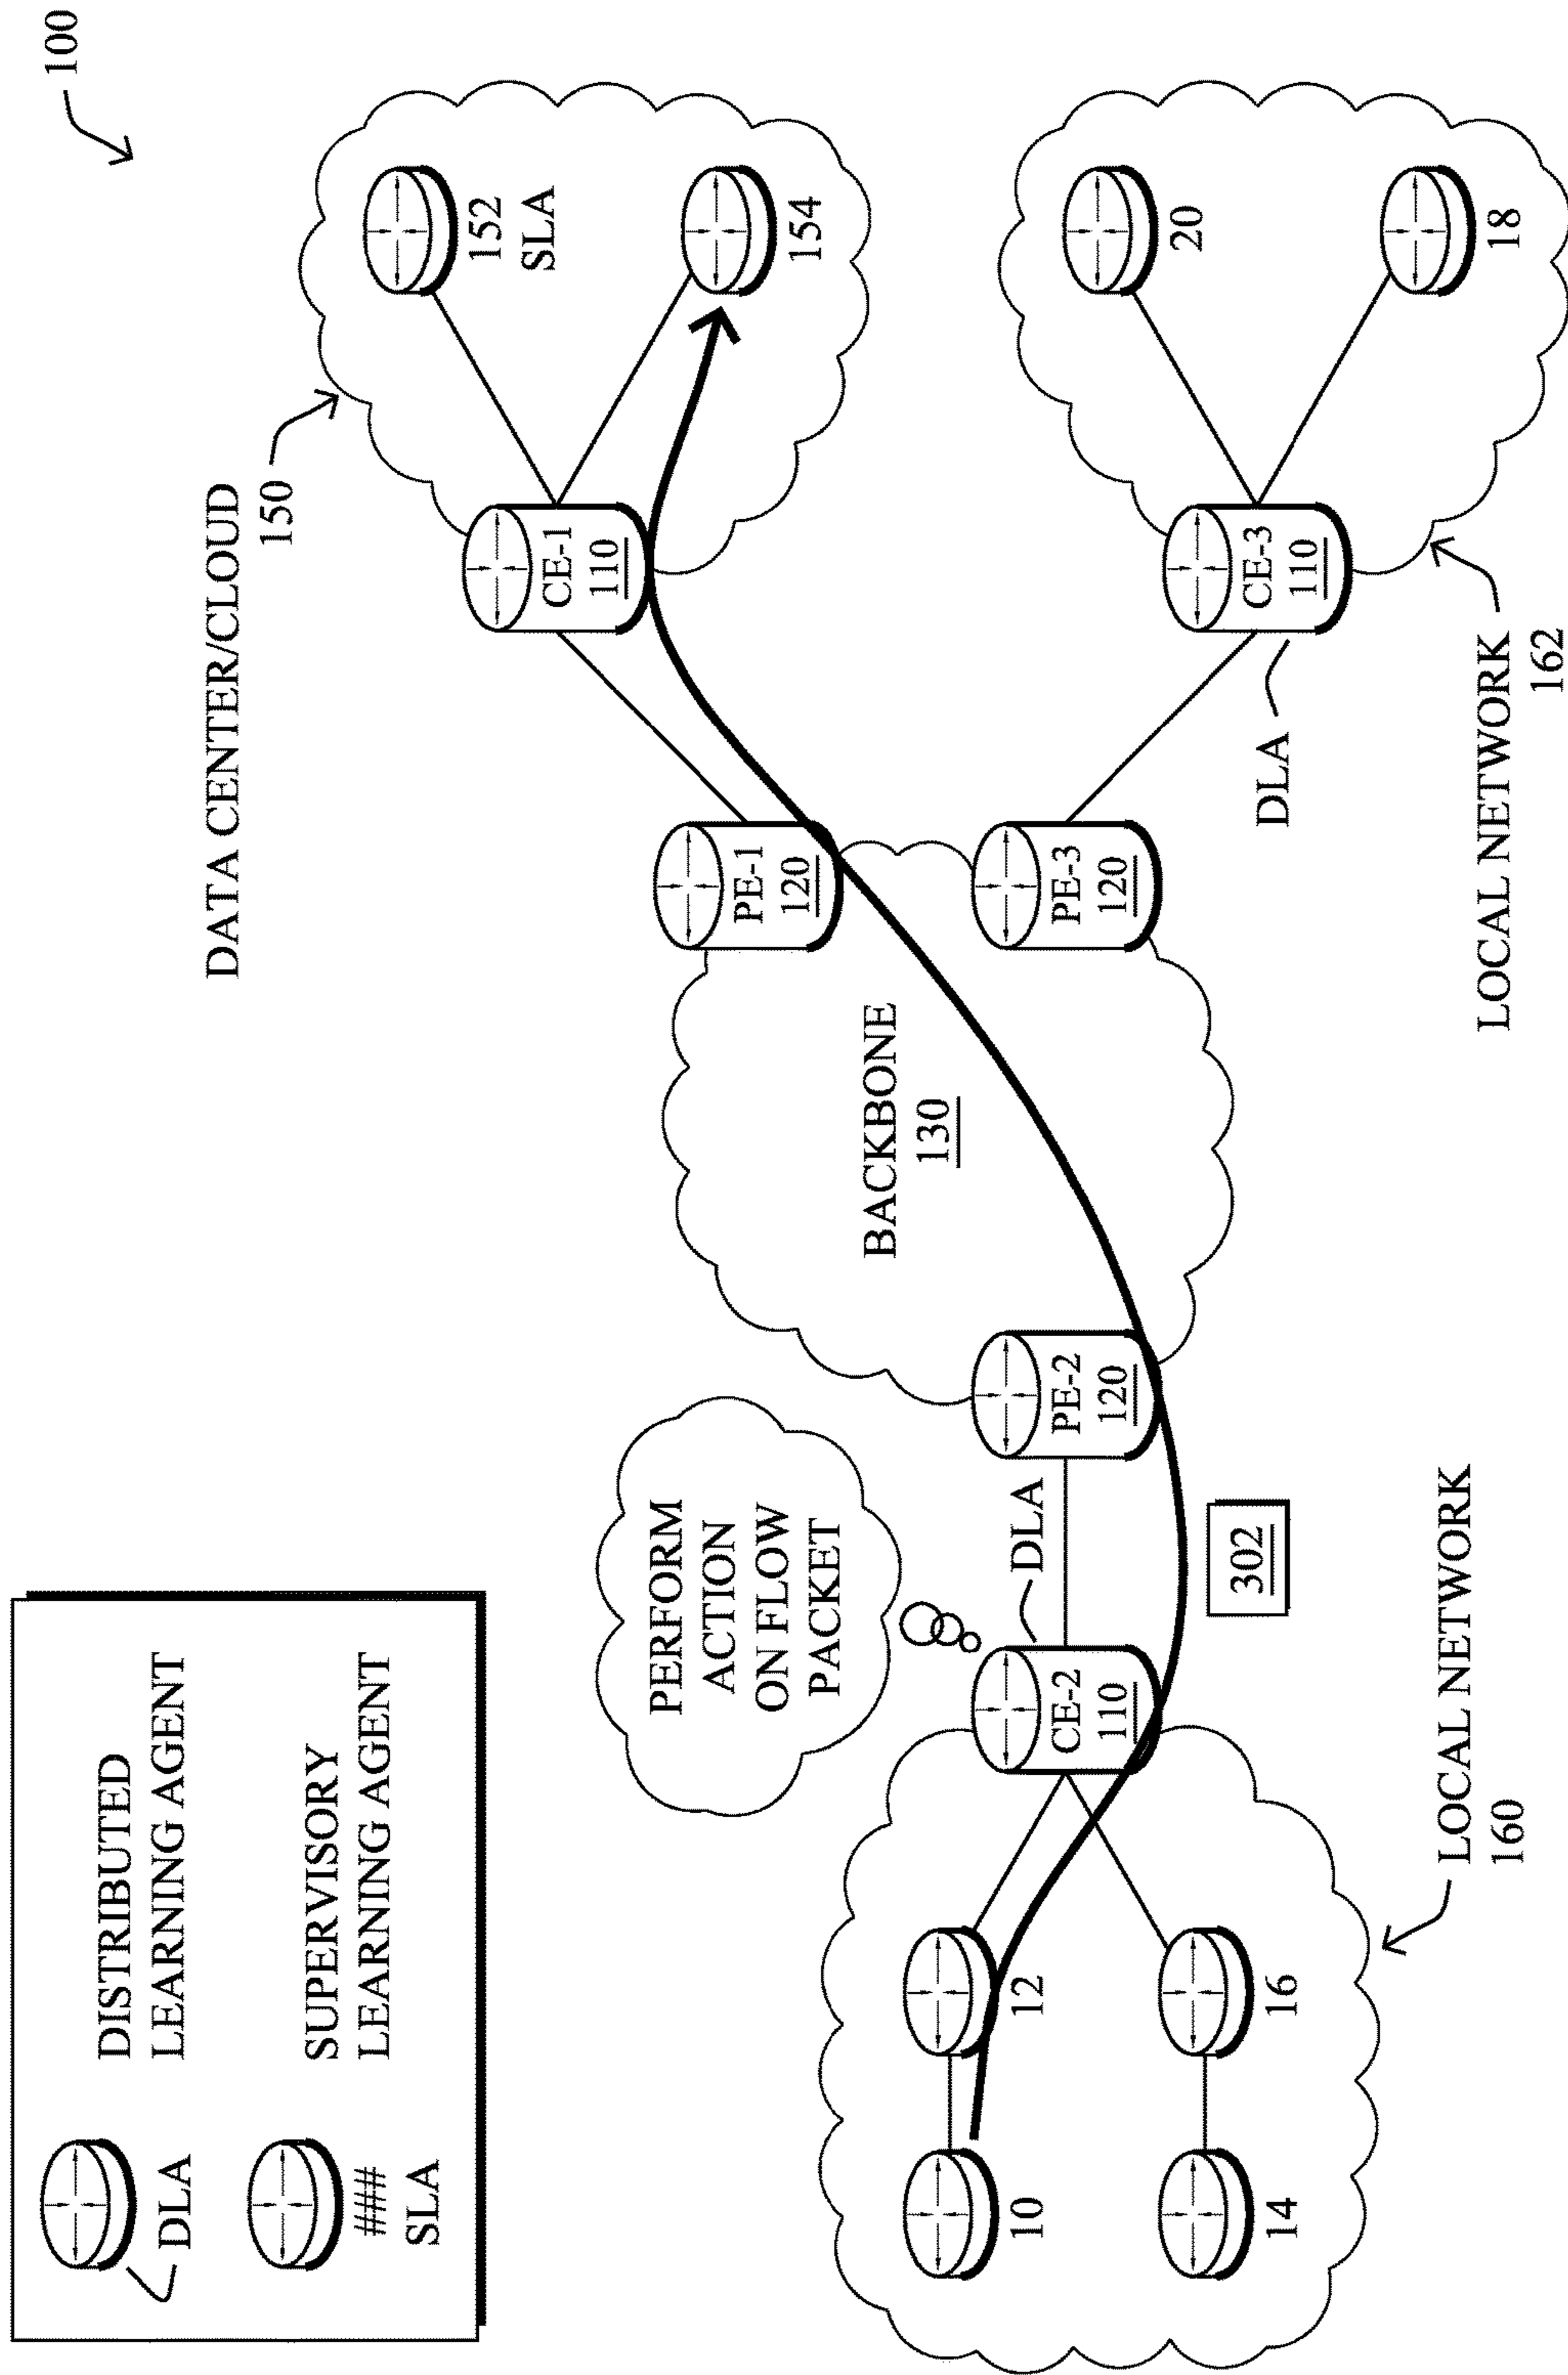 DLA
DISTRIBUTED
LEARNING AGENT
###
SLA
SUPERVISORY
LEARNING AGENT
100
DATA CENTER/CLOUD
150
152
SLA
154
CE-1
110
PE-1
120
BACKBONE
130
PERFORM
ACTION
ON FLOW
PACKET
10
12
14
16
CE-2
110
DLA
PE-2
120
302
PE-3
120
CE-3
110
DLA
20
18
LOCAL NETWORK
160
LOCAL NETWORK
162